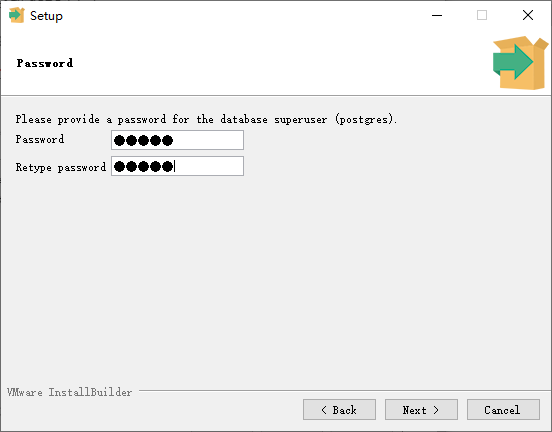 Setup
Password
Please provide a password for the database superuser (postgres).
Password ●●●●●
Retype password ●●●●●
VMware InstallBuilder
< Back
Next >
Cancel